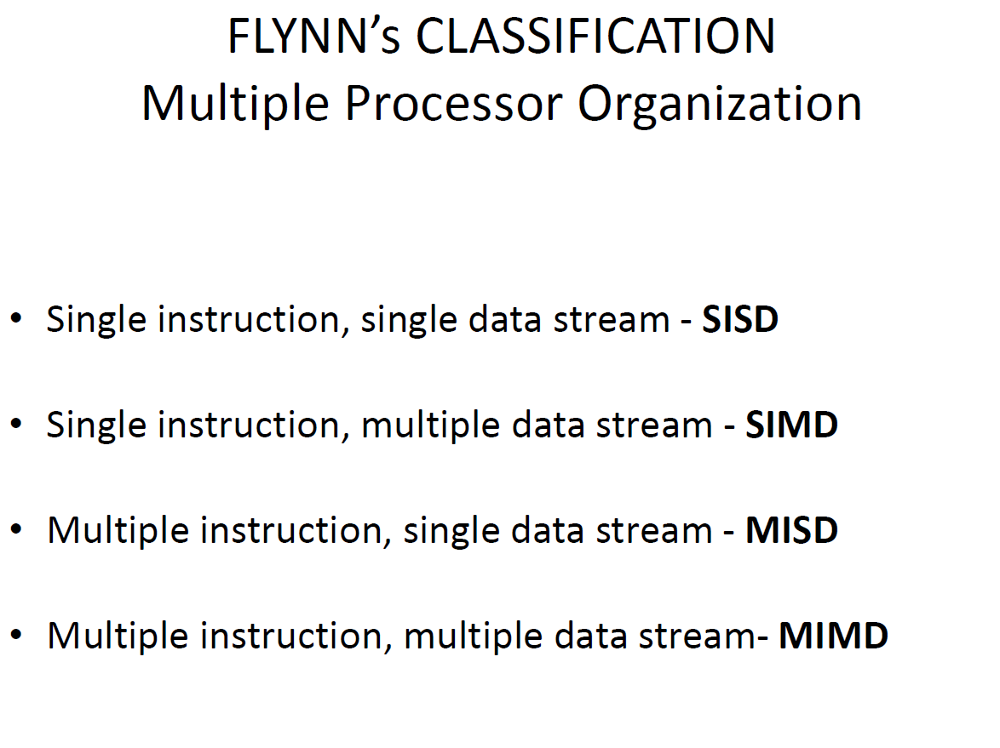 FLYNN’s CLASSIFICATION
Multiple Processor Organization
• Single instruction, single data stream - SISD
• Single instruction, multiple data stream - SIMD
• Multiple instruction, single data stream - MISD
• Multiple instruction, multiple data stream- MIMD